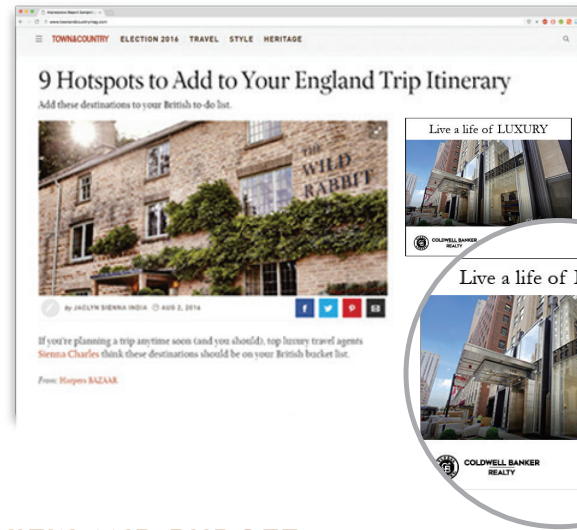 www.townandcountrymag.com
TOWN&COUNTRY ELECTION 2016 TRAVEL STYLE HERITAGE
9 Hotspots to Add to Your England Trip Itinerary
Add these destinations to your British to-do list.
THE
WILD
RABBIT
Live a life of LUXURY
COLDWELL BANKER
REALTY
By JACLYN SIENNA INDIA AUG 2, 2016
If you're planning a trip anytime soon (and you should), top luxury travel agents
Sienna Charles think these destinations should be on your British bucket list.
From: Harpers BAZAAR
Live a life of
COLDWELL BANKER
REALTY